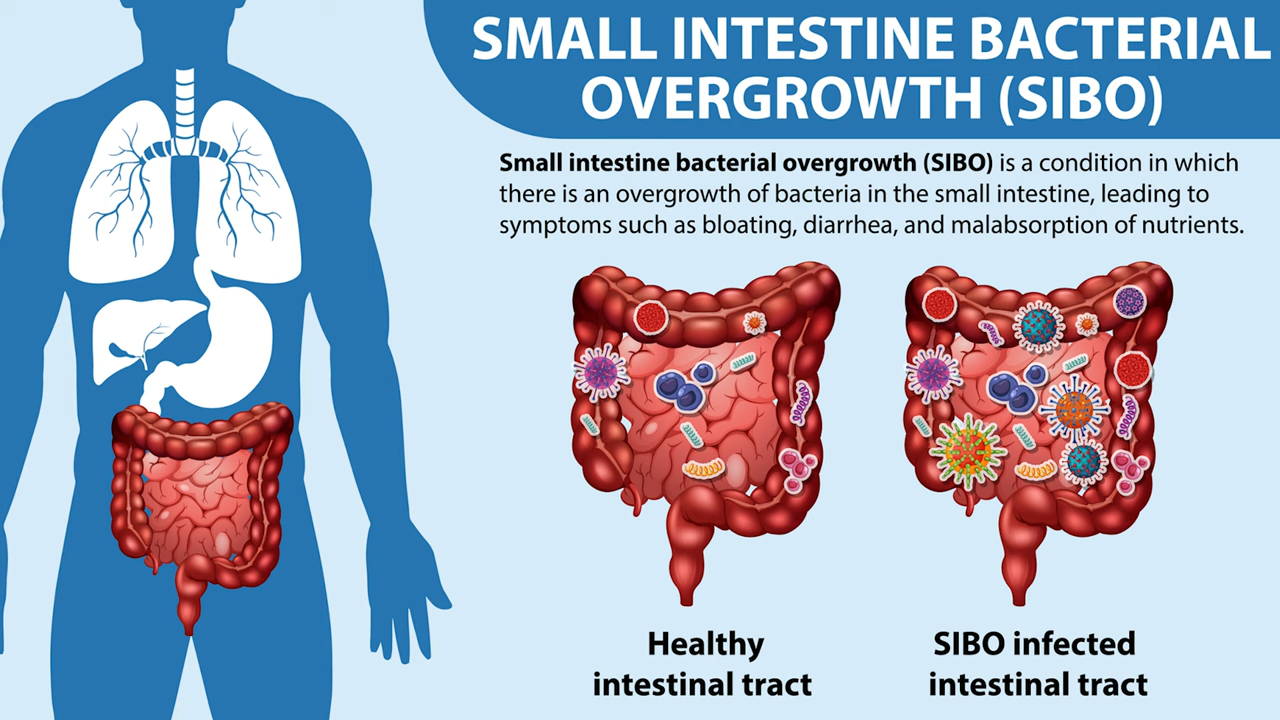 SMALL INTESTINE BACTERIAL
OVERGROWTH (SIBO)
Small intestine bacterial overgrowth (SIBO) is a condition in which
there is an overgrowth of bacteria in the small intestine, leading to
symptoms such as bloating, diarrhea, and malabsorption of nutrients.
Healthy
intestinal tract
SIBO infected
intestinal tract